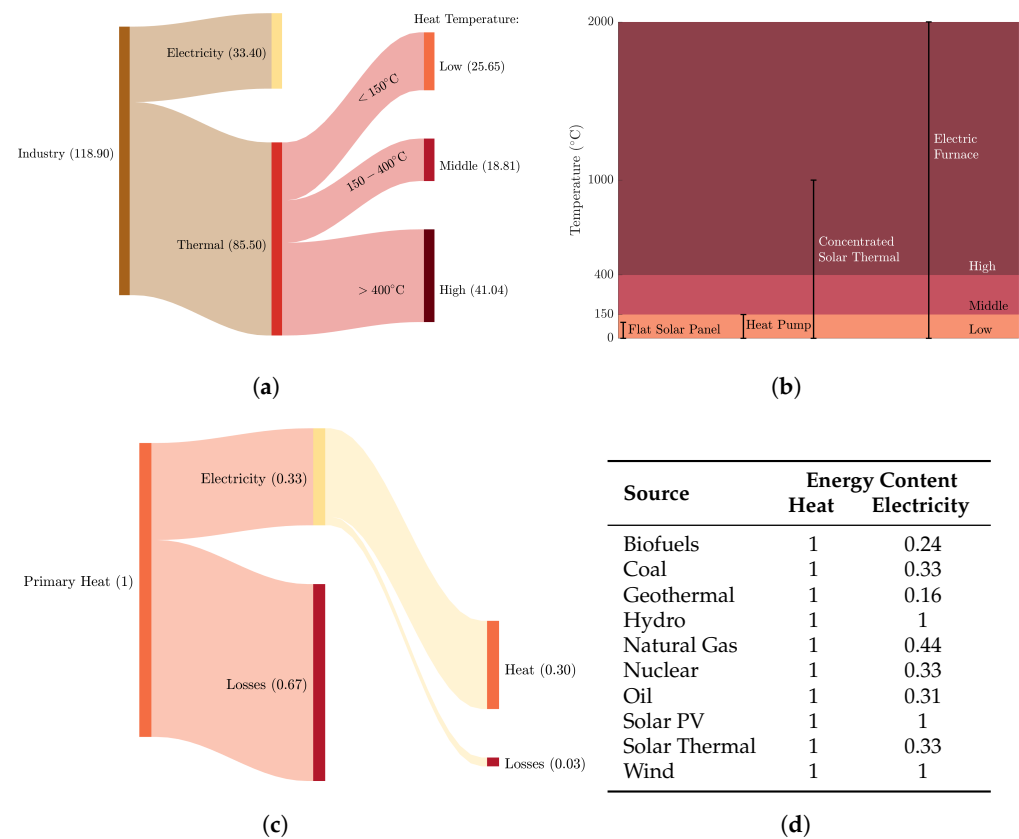 Heat Temperature:
Electricity (33.40)
Low (25.65)
< 150°C
Industry (118.90)
Middle (18.81)
150 − 400°C
Thermal (85.50)
High (41.04)
> 400°C
(a)
2000
1000
400
150
0
Temperature (°C)
Electric
Furnace
Concentrated
Solar Thermal
High
Middle
Heat Pump
Flat Solar Panel
Low
(b)
Electricity (0.33)
Primary Heat (1)
Losses (0.67)
Heat (0.30)
Losses (0.03)
(c)
Source Energy Content
Heat Electricity
Biofuels 1 0.24
Coal 1 0.33
Geothermal 1 0.16
Hydro 1 1
Natural Gas 1 0.44
Nuclear 1 0.33
Oil 1 0.31
Solar PV 1 1
Solar Thermal 1 0.33
Wind 1 1
(d)